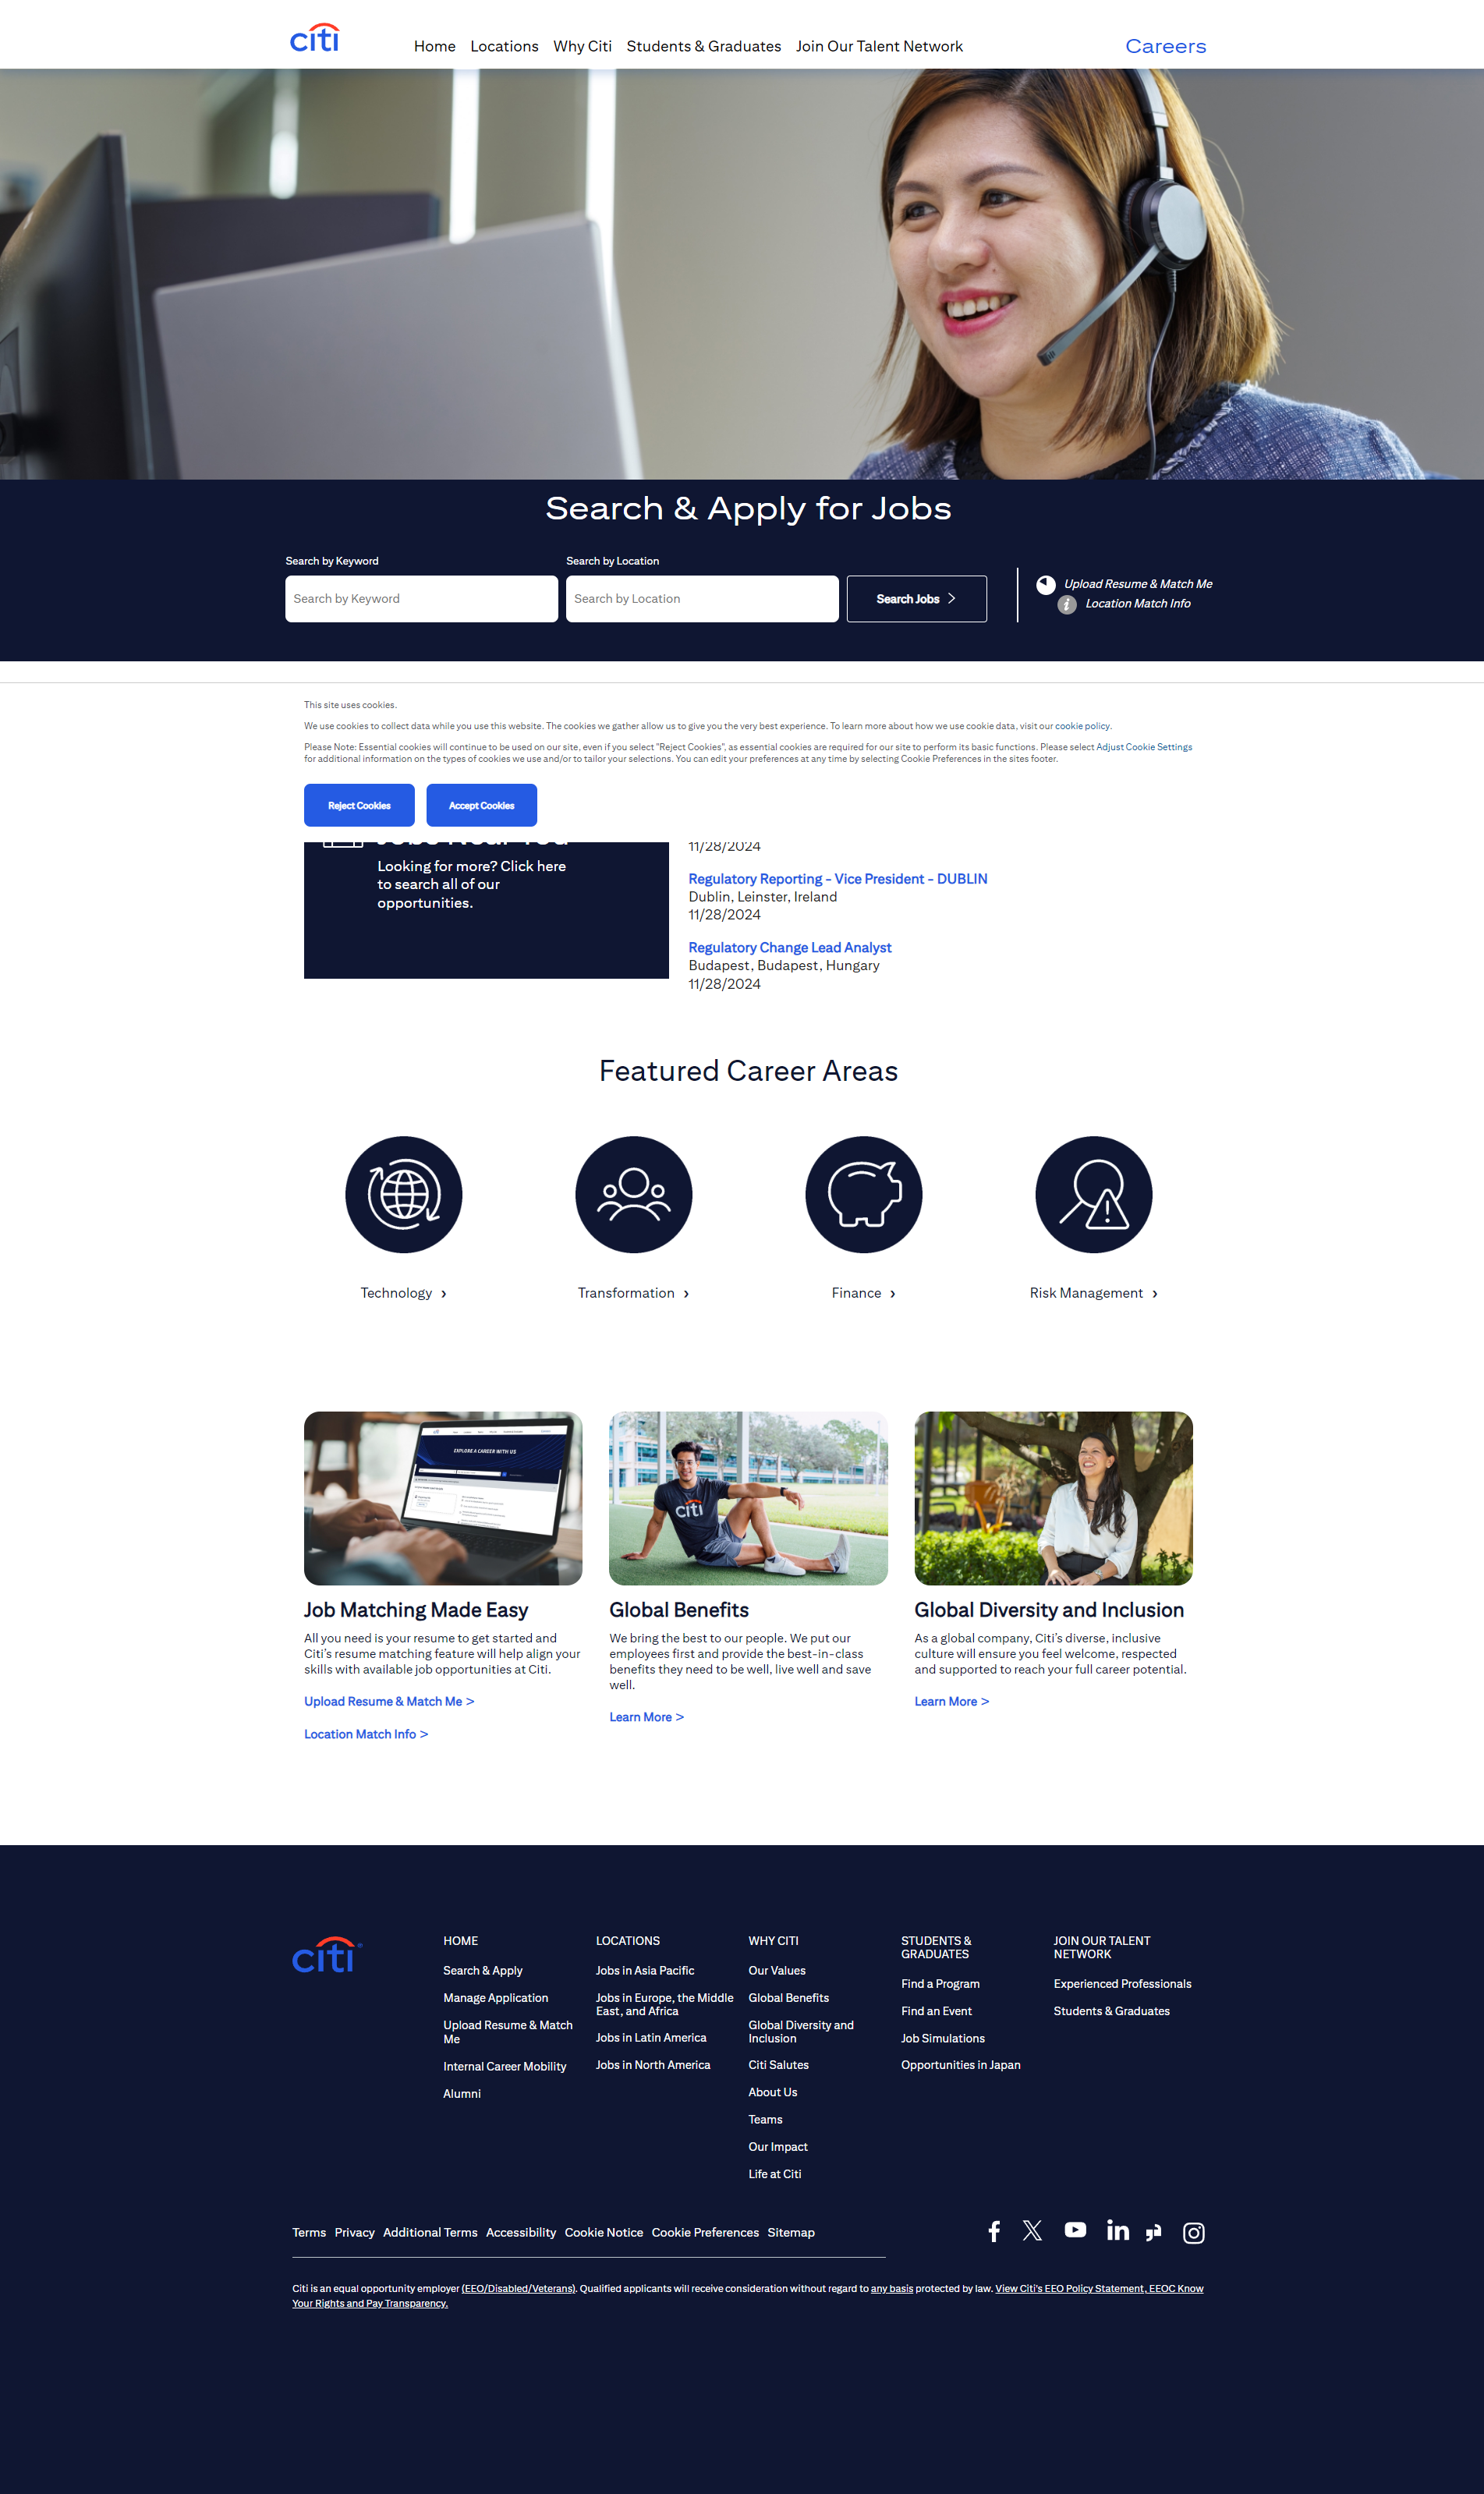 citi
Home Locations Why Citi Students & Graduates Join Our Talent Network
Careers
Search & Apply for Jobs
Search by Keyword
Search by Location
Search by Keyword
Search by Location
Search Jobs
Upload Resume & Match Me
Location Match Info
This site uses cookies.
We use cookies to collect data while you use this website. The cookies we gather allow us to give you the very best experience. To learn more about how we use cookie data, visit our cookie policy.
Please Note: Essential cookies will continue to be used on our site, even if you select "Reject Cookies", as essential cookies are required for our site to perform its basic functions. Please select Adjust Cookie Settings
for additional information on the types of cookies we use and/or to tailor your selections. You can edit your preferences at any time by selecting Cookie Preferences in the sites footer.
Reject Cookies
Accept Cookies
Jobs Near You
Looking for more? Click here
to search all of our
opportunities.
11/28/2024
Regulatory Reporting - Vice President - DUBLIN
Dublin, Leinster, Ireland
11/28/2024
Regulatory Change Lead Analyst
Budapest, Budapest, Hungary
11/28/2024
Featured Career Areas
Technology ›
Transformation ›
Finance ›
Risk Management ›
EXPLORE A CAREER WITH US
citi
Job Matching Made Easy
All you need is your resume to get started and
Citi's resume matching feature will help align your
skills with available job opportunities at Citi.
Upload Resume & Match Me >
Location Match Info >
Global Benefits
We bring the best to our people. We put our
employees first and provide the best-in-class
benefits they need to be well, live well and save
well.
Learn More >
Global Diversity and Inclusion
As a global company, Citi's diverse, inclusive
culture will ensure you feel welcome, respected
and supported to reach your full career potential.
Learn More >
citi
HOME
Search & Apply
Manage Application
Upload Resume & Match
Me
Internal Career Mobility
Alumni
LOCATIONS
Jobs in Asia Pacific
Jobs in Europe, the Middle
East, and Africa
Jobs in Latin America
Jobs in North America
WHY CITI
Our Values
Global Benefits
Global Diversity and
Inclusion
Citi Salutes
About Us
Teams
Our Impact
Life at Citi
STUDENTS &
GRADUATES
Find a Program
Find an Event
Job Simulations
Opportunities in Japan
JOIN OUR TALENT
NETWORK
Experienced Professionals
Students & Graduates
Terms Privacy Additional Terms Accessibility Cookie Notice Cookie Preferences Sitemap
Citi is an equal opportunity employer (EEO/Disabled/Veterans). Qualified applicants will receive consideration without regard to any basis protected by law. View Citi's EEO Policy Statement, EEOC Know
Your Rights and Pay Transparency.